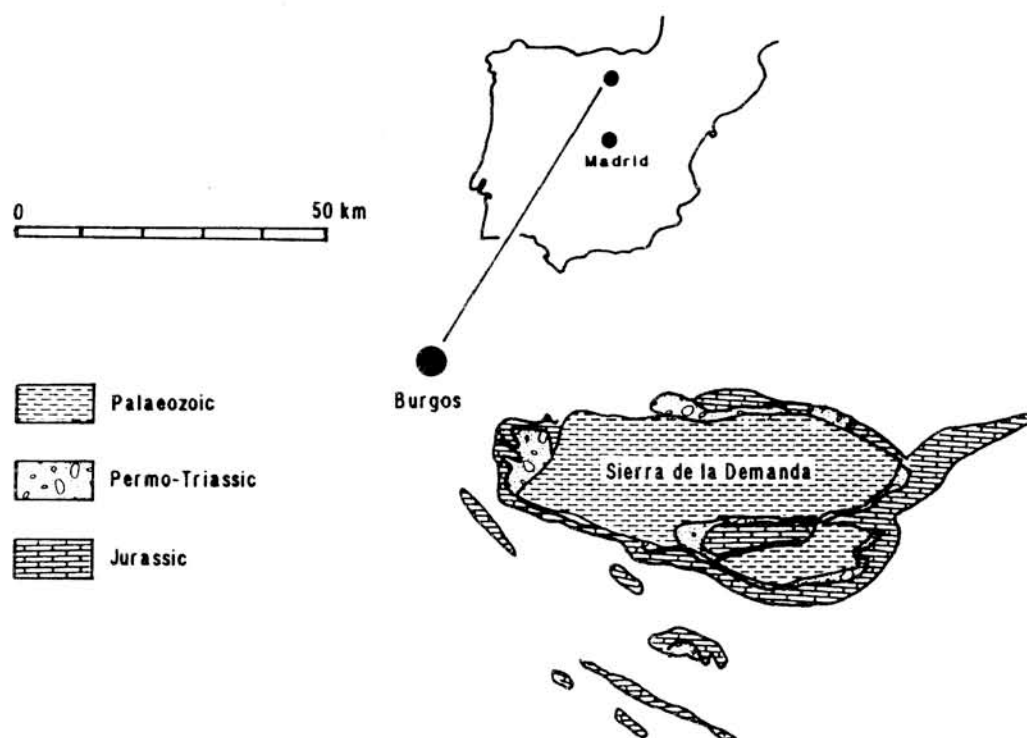 Madrid
0 50 km
Burgos
Palaeozoic
Sierra de la Demanda
Permo-Triassic
Jurassic